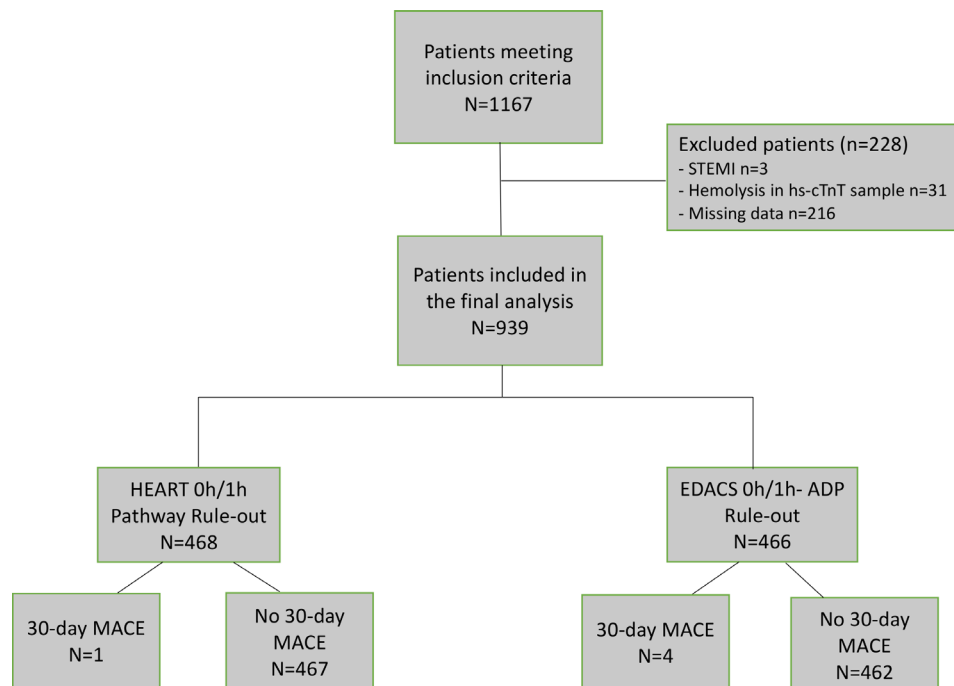 Patients meeting
inclusion criteria
N=1167
Excluded patients (n=228)
- STEMI n=3
- Hemolysis in hs-cTnT sample n=31
- Missing data n=216
Patients included in
the final analysis
N=939
HEART 0h/1h
Pathway Rule-out
N=468
EDACS 0h/1h- ADP
Rule-out
N=466
30-day MACE
N=1
No 30-day
MACE
N=467
30-day MACE
N=4
No 30-day
MACE
N=462